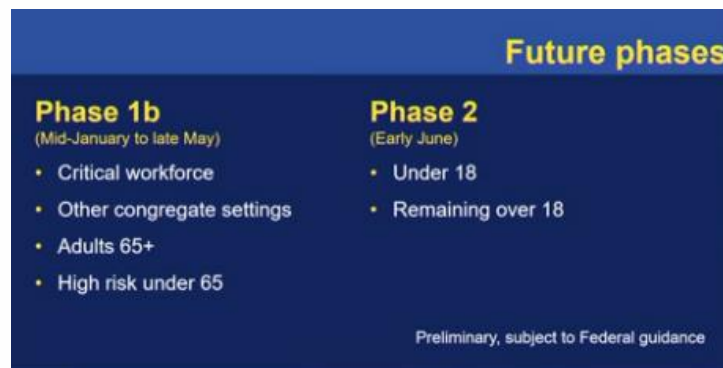 Future phases
Phase 1b
(Mid-January to late May)
• Critical workforce
• Other congregate settings
• Adults 65+
• High risk under 65
Phase 2
(Early June)
• Under 18
• Remaining over 18
Preliminary, subject to Federal guidance